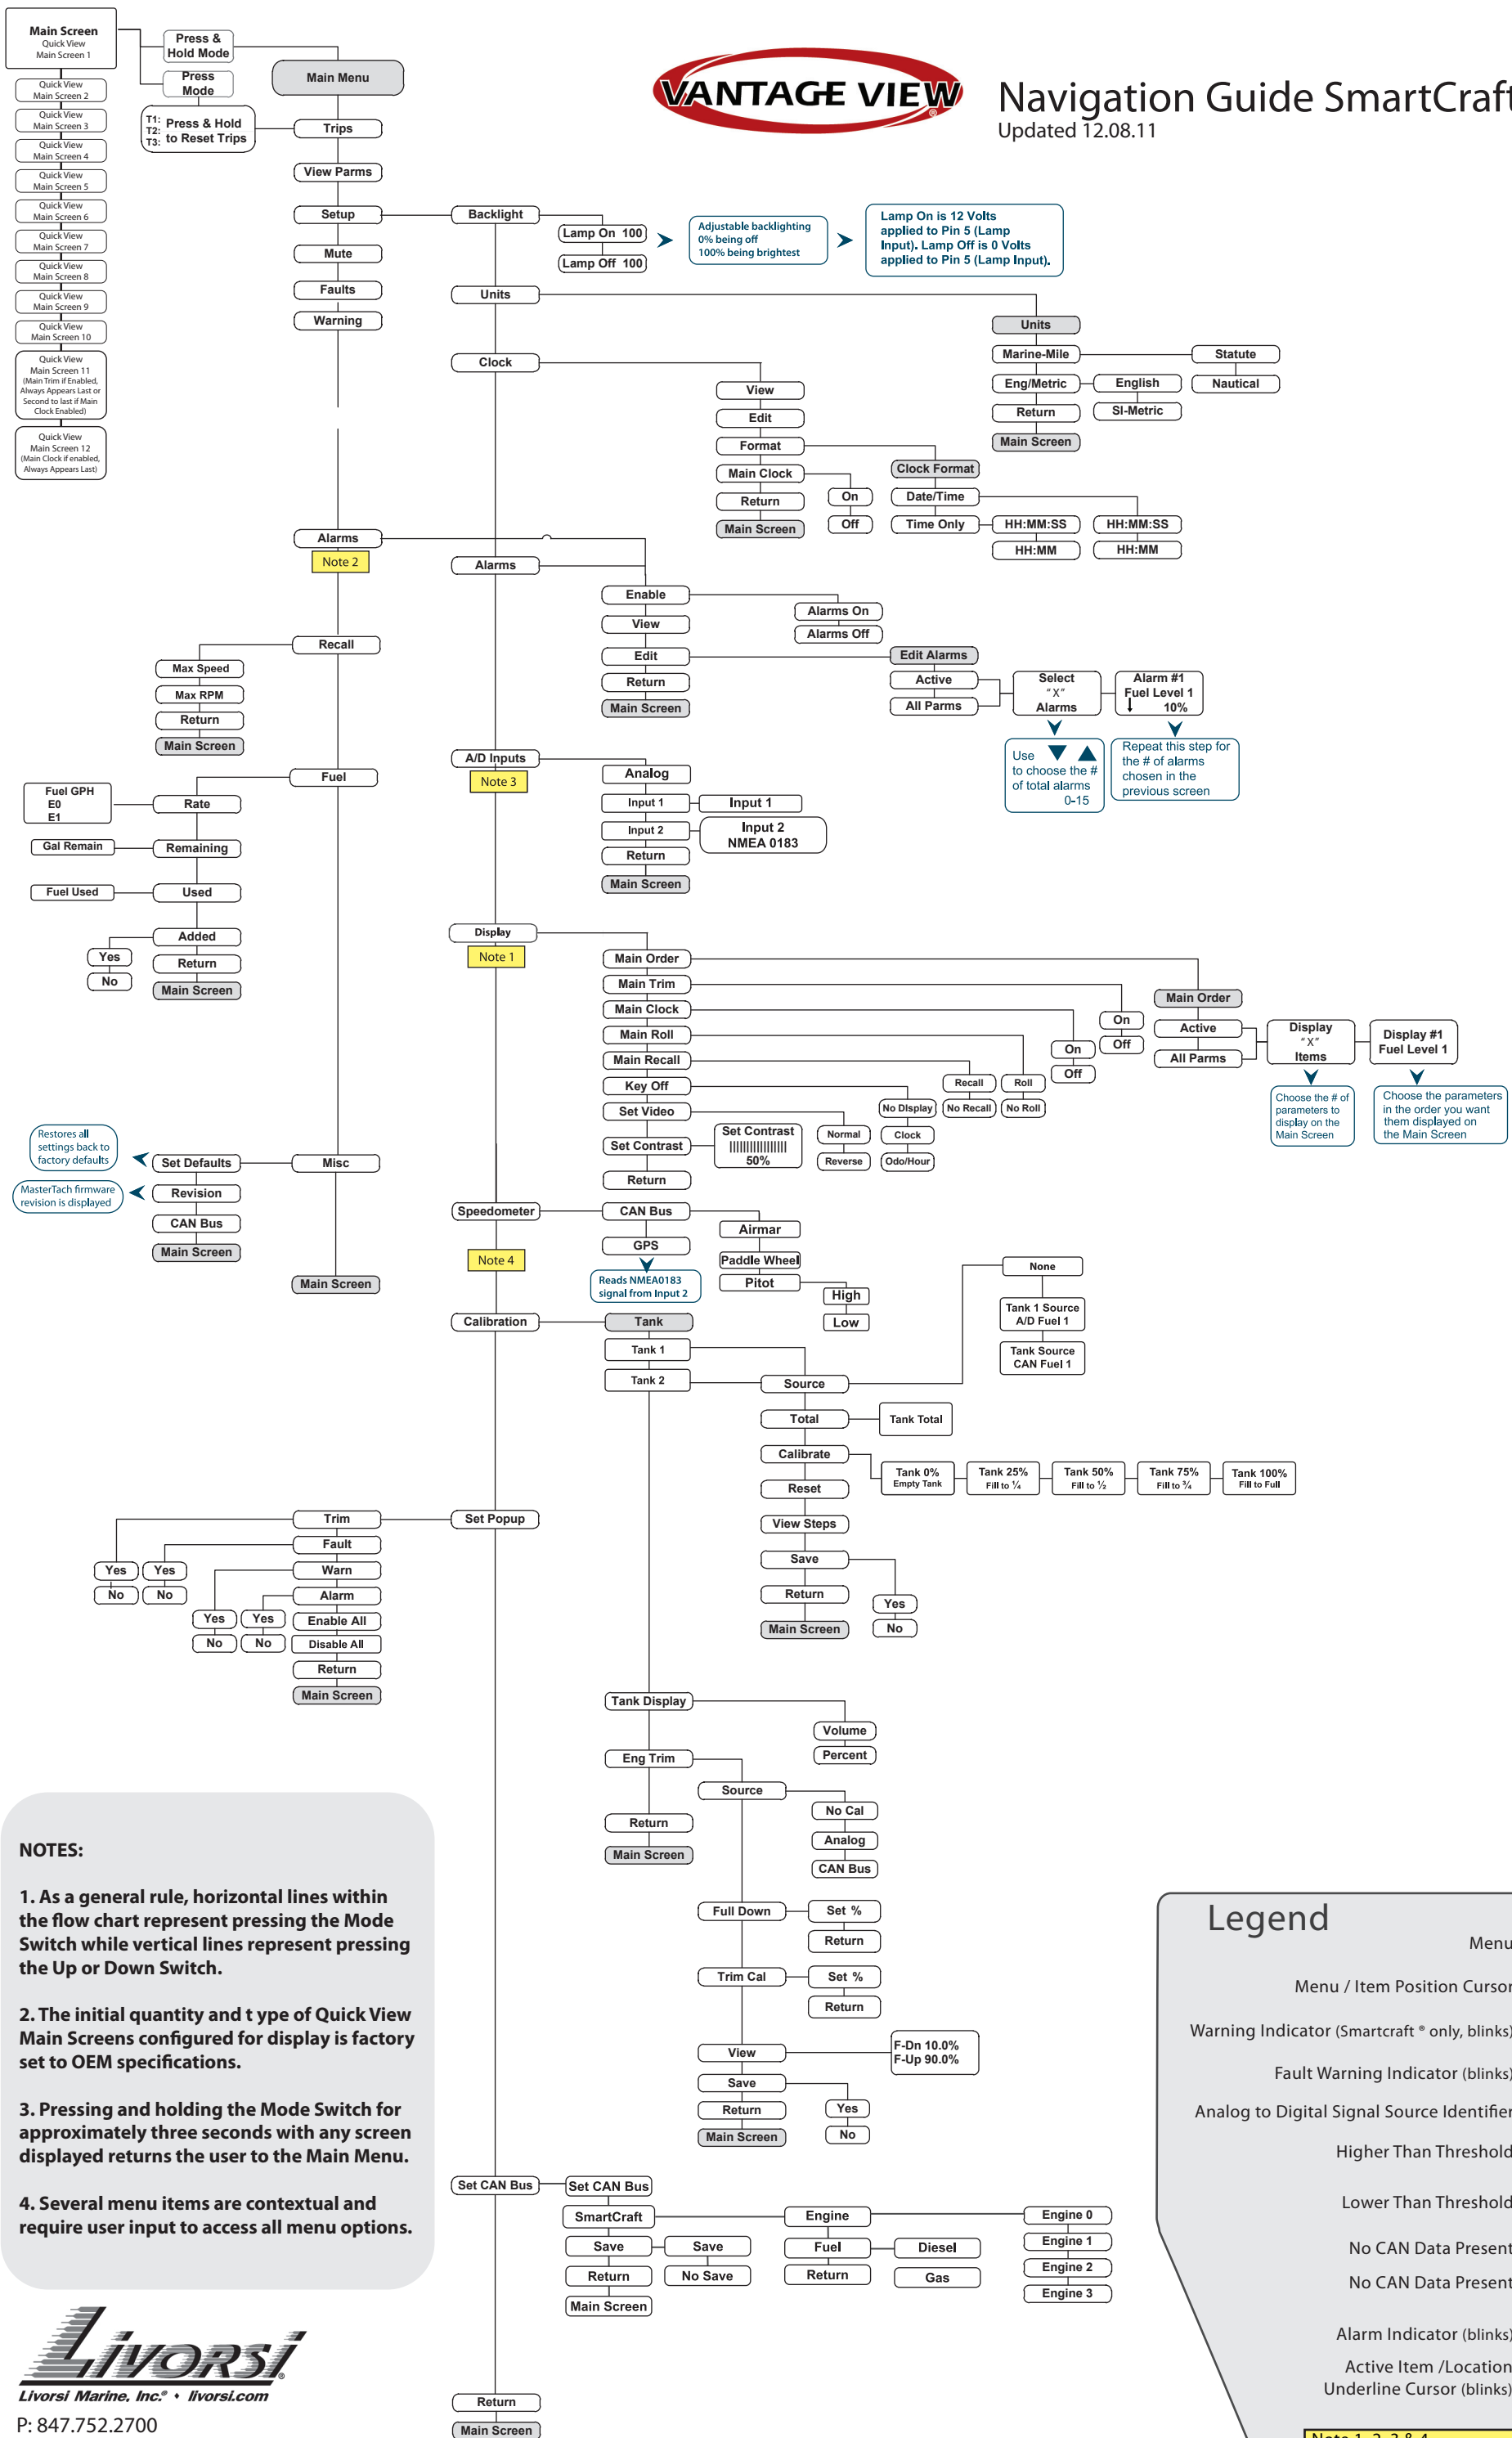 Main Screen
Quick View
Main Screen 1
Quick View
Main Screen 2
Quick View
Main Screen 3
Quick View
Main Screen 4
Quick View
Main Screen 5
Quick View
Main Screen 6
Quick View
Main Screen 7
Quick View
Main Screen 8
Quick View
Main Screen 9
Quick View
Main Screen 10
Quick View
Main Screen 11
(Main Trim if Enabled,
Always Appears Last or
Second to last if Main
Clock Enabled)
Quick View
Main Screen 12
(Main Clock if enabled,
Always Appears Last)
Press &
Hold Mode
Press
Mode
T1:
T2:
T3:
Press & Hold
to Reset Trips
VANTAGE VIEW®
Navigation Guide SmartCraft
Updated 12.08.11
Main Menu
Trips
View Parms
Setup
Mute
Faults
Warning
Alarms
Note 2
Recall
Max Speed
Max RPM
Return
Main Screen
Fuel
Fuel GPH
E0
E1
Rate
Gal Remain
Remaining
Fuel Used
Used
Added
Yes
No
Return
Main Screen
Misc
Restores all
settings back to
factory defaults
Set Defaults
MasterTach firmware
revision is displayed
Revision
CAN Bus
Main Screen
Main Screen
Backlight
Lamp On 100
Lamp Off 100
Adjustable backlighting
0% being off
100% being brightest
Lamp On is 12 Volts
applied to Pin 5 (Lamp
Input). Lamp Off is 0 Volts
applied to Pin 5 (Lamp Input).
Units
Units
Marine-Mile
Statute
Nautical
Eng/Metric
English
SI-Metric
Return
Main Screen
Clock
View
Edit
Format
Main Clock
Return
Main Screen
On
Off
Clock Format
Date/Time
Time Only
HH:MM:SS
HH:MM
HH:MM:SS
HH:MM
Alarms
Enable
View
Edit
Return
Main Screen
Alarms On
Alarms Off
Edit Alarms
Active
All Parms
Select
"X"
Alarms
Alarm #1
Fuel Level 1
10%
Use
to choose the #
of total alarms
0-15
Repeat this step for
the # of alarms
chosen in the
previous screen
A/D Inputs
Note 3
Analog
Input 1
Input 1
Input 2
Input 2
NMEA 0183
Return
Main Screen
Display
Note 1
Main Order
Main Trim
Main Clock
Main Roll
Main Recall
Key Off
Set Video
Set Contrast
Return
Set Contrast
50%
Normal
Reverse
No DIsplay
Clock
Odo/Hour
Recall
No Recall
Roll
No Roll
On
Off
On
Off
Main Order
Active
All Parms
Display
"X"
Items
Display #1
Fuel Level 1
Choose the # of
parameters to
display on the
Main Screen
Choose the parameters
in the order you want
them displayed on
the Main Screen
Speedometer
Note 4
CAN Bus
GPS
Reads NMEA0183
signal from Input 2
Airmar
Paddle Wheel
Pitot
High
Low
Calibration
Tank
Tank 1
Tank 2
Source
None
Tank 1 Source
A/D Fuel 1
Tank Source
CAN Fuel 1
Total
Tank Total
Calibrate
Tank 0%
Empty Tank
Tank 25%
Fill to ¼
Tank 50%
Fill to ½
Tank 75%
Fill to ¾
Tank 100%
Fill to Full
Reset
View Steps
Save
Return
Main Screen
Yes
No
Set Popup
Trim
Fault
Warn
Alarm
Enable All
Disable All
Return
Main Screen
Yes
No
Yes
No
Yes
No
Yes
No
Tank Display
Volume
Percent
Eng Trim
Return
Main Screen
Source
No Cal
Analog
CAN Bus
Full Down
Set %
Return
Trim Cal
Set %
Return
View
F-Dn 10.0%
F-Up 90.0%
Save
Return
Main Screen
Yes
No
Set CAN Bus
Set CAN Bus
SmartCraft
Save
Return
Main Screen
Save
No Save
Engine
Fuel
Return
Diesel
Gas
Engine 0
Engine 1
Engine 2
Engine 3
Return
Main Screen
NOTES:
1. As a general rule, horizontal lines within
the flow chart represent pressing the Mode
Switch while vertical lines represent pressing
the Up or Down Switch.
2. The initial quantity and t ype of Quick View
Main Screens configured for display is factory
set to OEM specifications.
3. Pressing and holding the Mode Switch for
approximately three seconds with any screen
displayed returns the user to the Main Menu.
4. Several menu items are contextual and
require user input to access all menu options.
LIVORSI®
Livorsi Marine, Inc.® • livorsi.com
P: 847.752.2700
Legend
Menu
Menu / Item Position Cursor
Warning Indicator (Smartcraft ® only, blinks)
Fault Warning Indicator (blinks)
Analog to Digital Signal Source Identifier
Higher Than Threshold
Lower Than Threshold
No CAN Data Present
No CAN Data Present
Alarm Indicator (blinks)
Active Item /Location
Underline Cursor (blinks)
Note 1, 2, 3 & 4